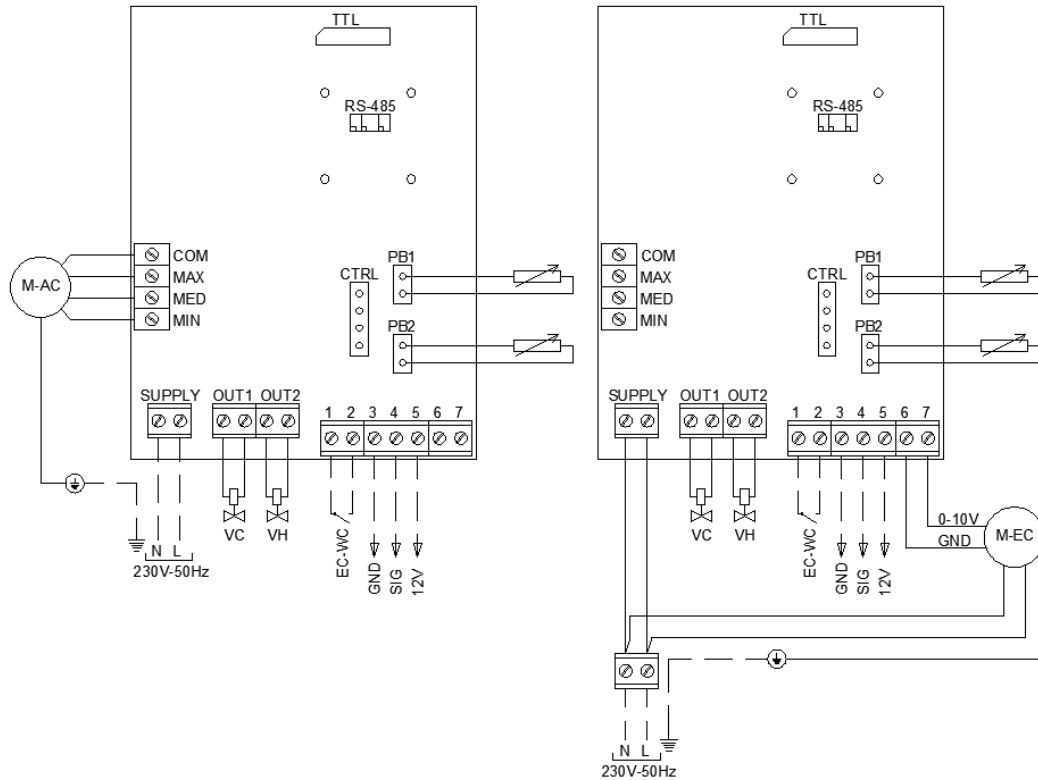 TTL
RS-485
COM
MAX
MED
MIN
M-AC
PB1
CTRL
PB2
SUPPLY OUT1 OUT2
1 2 3 4 5 6 7
N L
230V-50Hz
VC VH
EC-WC
GND
SIG
12V
TTL
RS-485
COM
MAX
MED
MIN
PB1
CTRL
PB2
SUPPLY OUT1 OUT2
1 2 3 4 5 6 7
VC VH
EC-WC
GND
SIG
12V
0-10V
GND
M-EC
N L
230V-50Hz